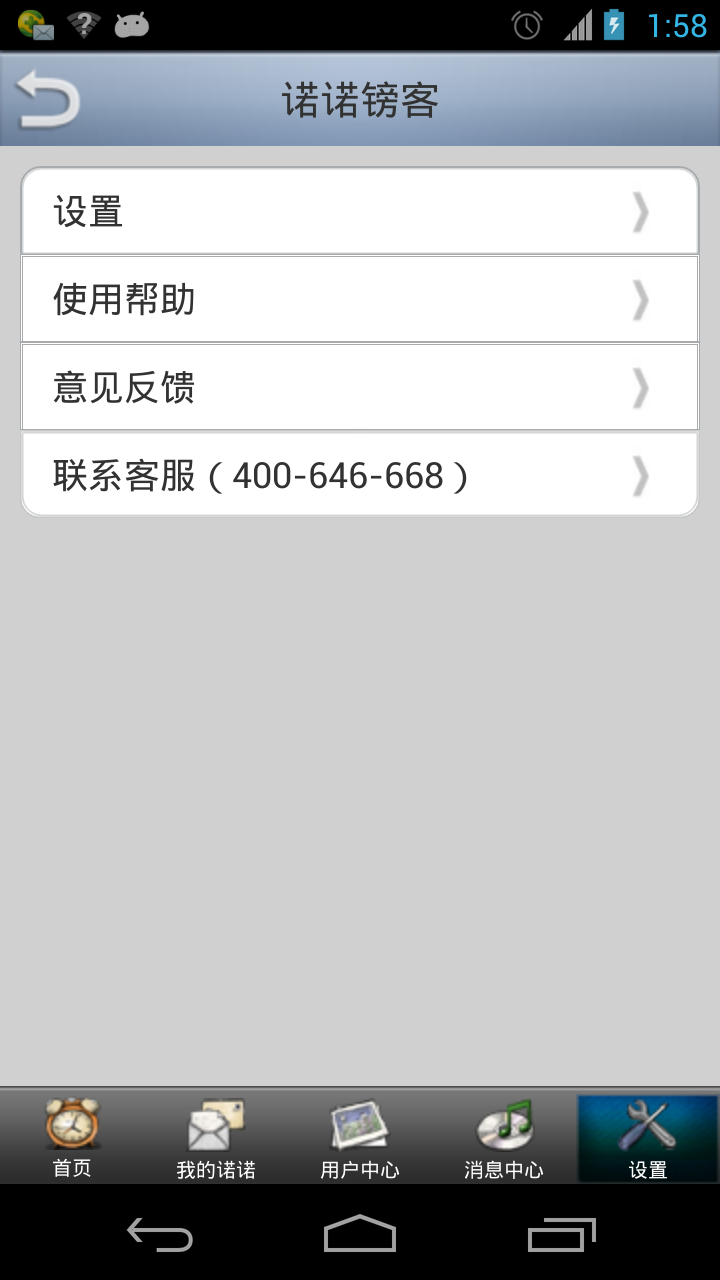 1:58
诺诺镑客
设置
使用帮助
意见反馈
联系客服（400-646-668）
首页
我的诺诺
用户中心
消息中心
设置